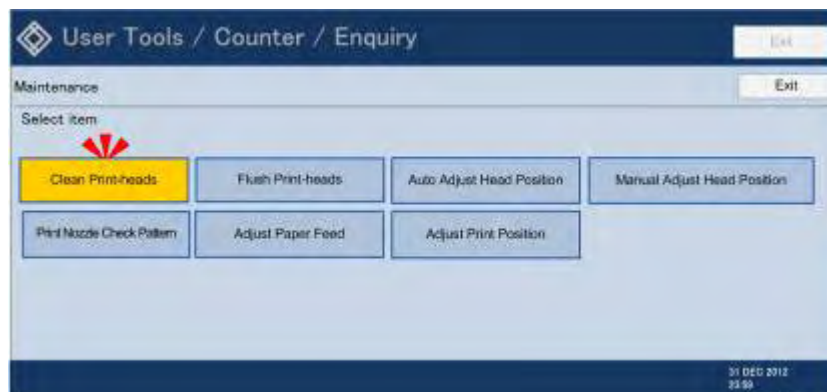 User Tools / Counter / Enquiry
Exit
Maintenance
Exit
Select item
Clean Print-heads
Flush Print-heads
Auto Adjust Head Position
Manual Adjust Head Position
Print Nozzle Check Pattern
Adjust Paper Feed
Adjust Print Position
31 DEC 2012
23:59